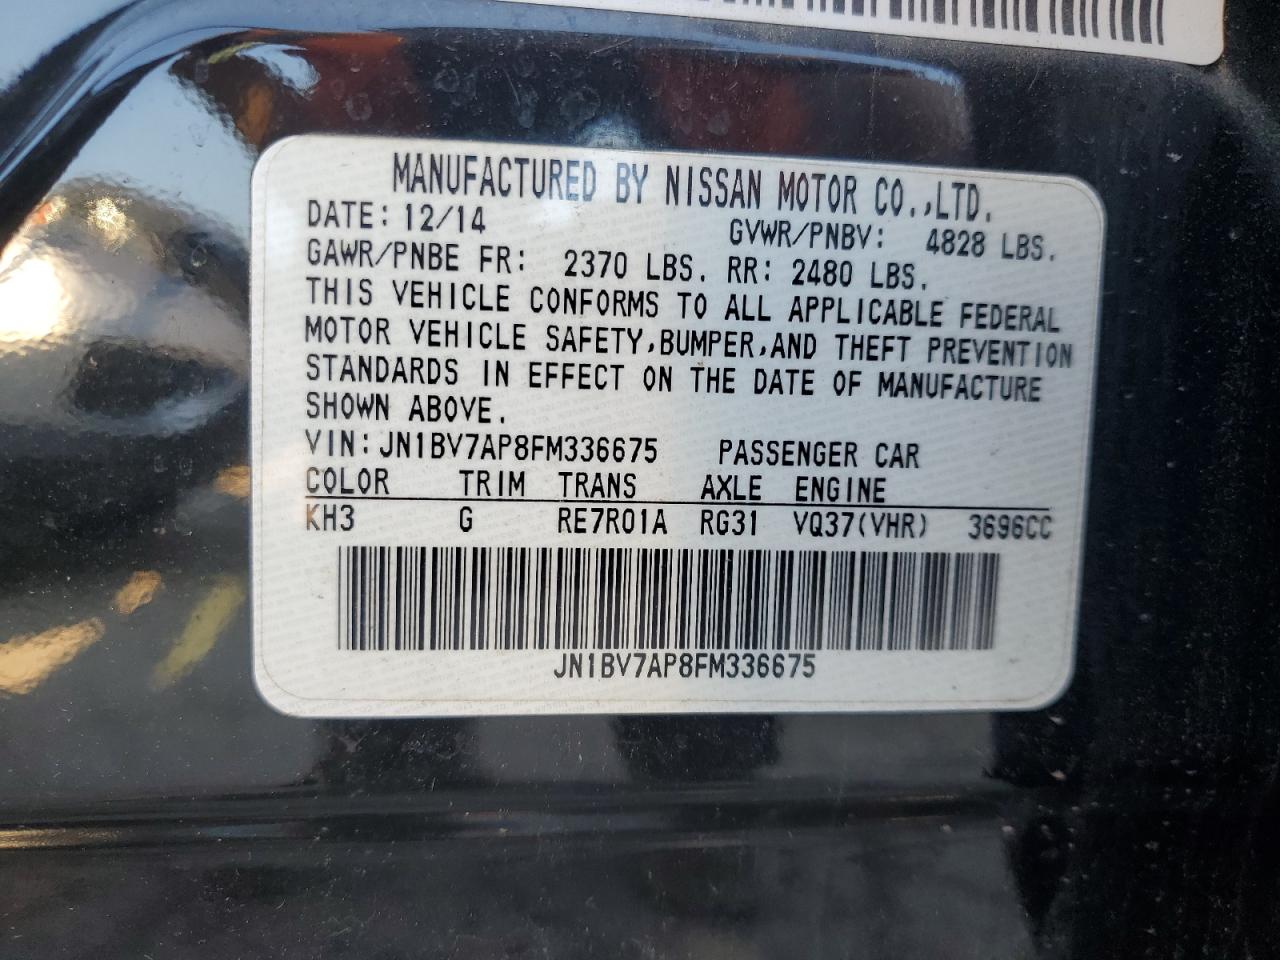 MANUFACTURED BY NISSAN MOTOR CO.,LTD.
DATE: 12/14 GVWR/PNBV: 4828 LBS.
GAWR/PNBE FR: 2370 LBS. RR: 2480 LBS.
THIS VEHICLE CONFORMS TO ALL APPLICABLE FEDERAL
MOTOR VEHICLE SAFETY,BUMPER,AND THEFT PREVENTION
STANDARDS IN EFFECT ON THE DATE OF MANUFACTURE
SHOWN ABOVE.
VIN:JN1BV7AP8FM336675 PASSENGER CAR
COLOR TRIM TRANS AXLE ENGINE
KH3 G RE7R01A RG31 VQ37(VHR) 3696CC
JN1BV7AP8FM336675